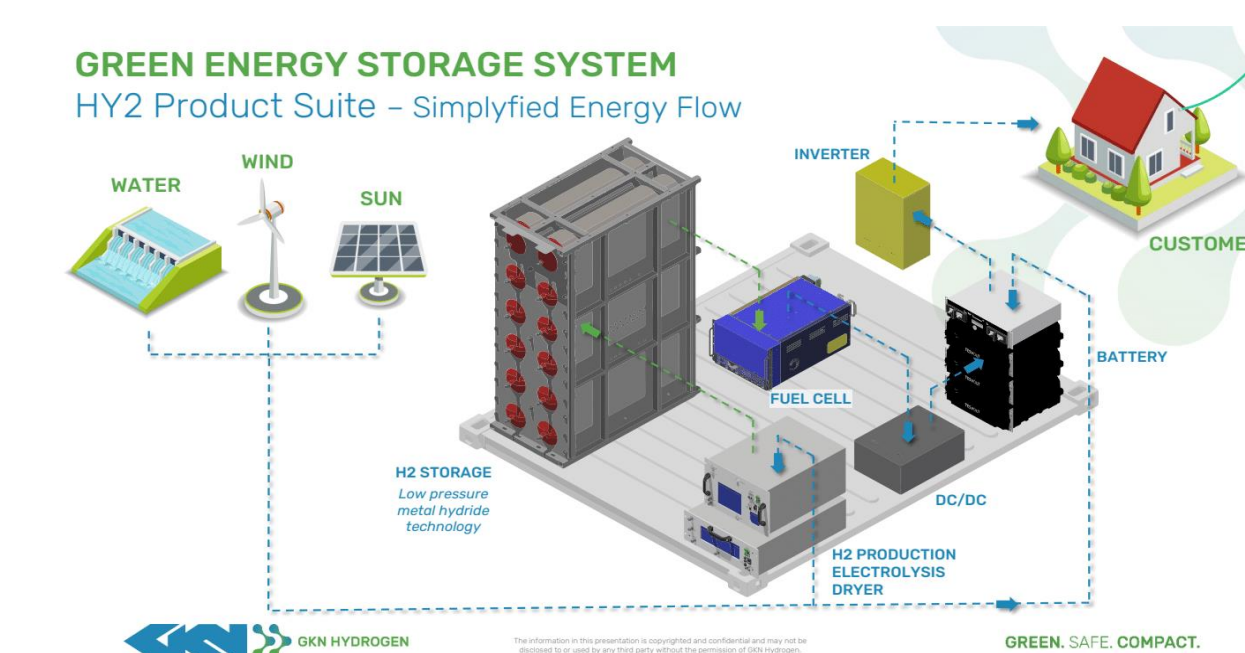 GREEN ENERGY STORAGE SYSTEM
HY2 Product Suite – Simplyfied Energy Flow
WATER
WIND
SUN
INVERTER
CUSTOME
BATTERY
FUEL CELL
H2 STORAGE
Low pressure
metal hydride
technology
DC/DC
H2 PRODUCTION
ELECTROLYSIS
DRYER
GKN
GKN HYDROGEN
The information in this presentation is copyrighted and confidential and may not be
disclosed to or used by any third party without the permission of GKN Hydrogen.
GREEN. SAFE. COMPACT.